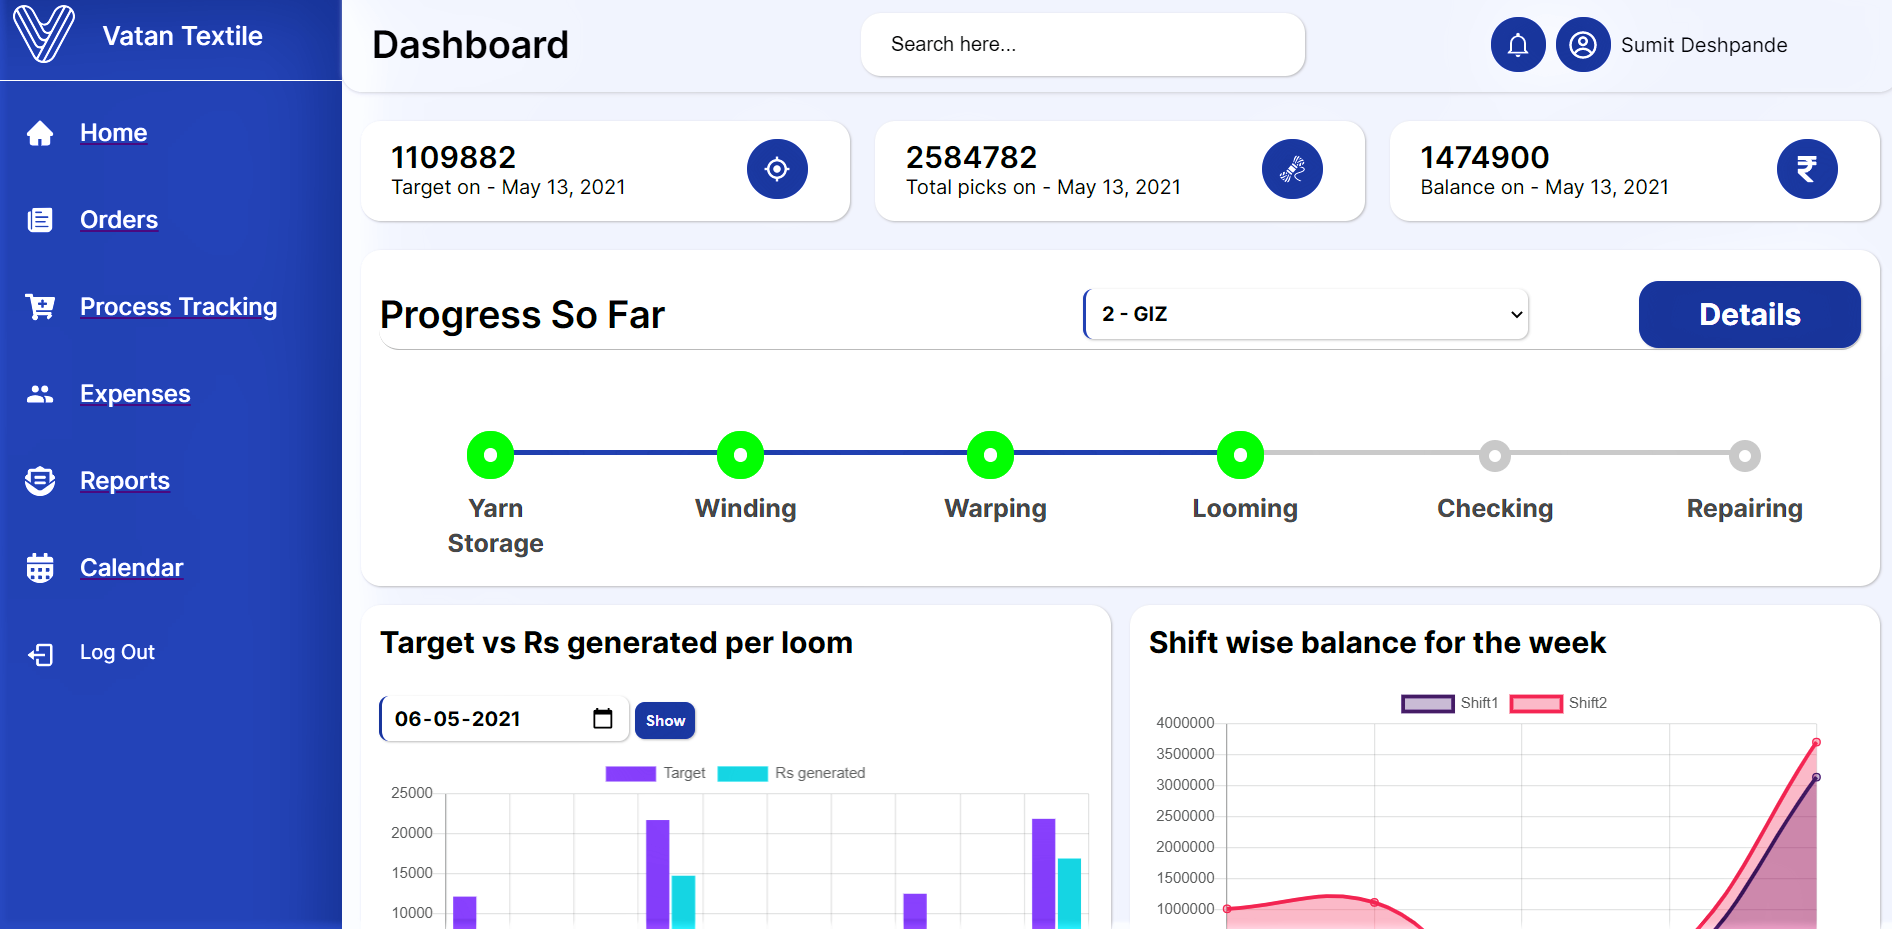 Vatan Textile
Dashboard
Search here...
Sumit Deshpande
Home
Orders
Process Tracking
Expenses
Reports
Calendar
Log Out
1109882
Target on - May 13, 2021
2584782
Total picks on - May 13, 2021
1474900
Balance on - May 13, 2021
₹
Progress So Far
2 - GIZ
Details
Yarn
Storage
Winding
Warping
Looming
Checking
Repairing
Target vs Rs generated per loom
06-05-2021
Show
Target
Rs generated
25000
20000
15000
10000
Shift wise balance for the week
Shift1
Shift2
4000000
3500000
3000000
2500000
2000000
1500000
1000000